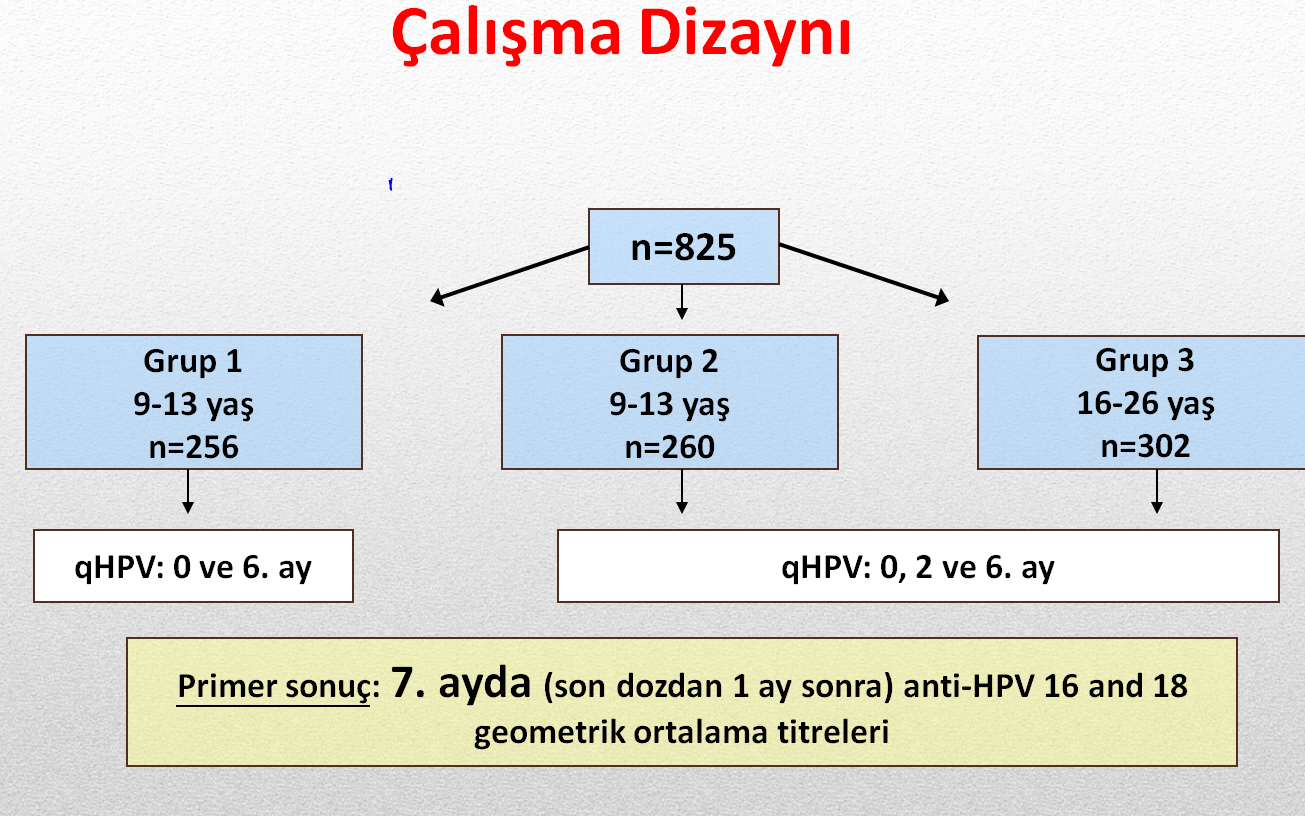 Çalışma Dizaynı
n=825
Grup 1
9-13 yaş
n=256
Grup 2
9-13 yaş
n=260
Grup 3
16-26 yaş
n=302
qHPV: 0 ve 6. ay
qHPV: 0, 2 ve 6. ay
Primer sonuç: 7. ayda (son dozdan 1 ay sonra) anti-HPV 16 and 18
geometrik ortalama titreleri